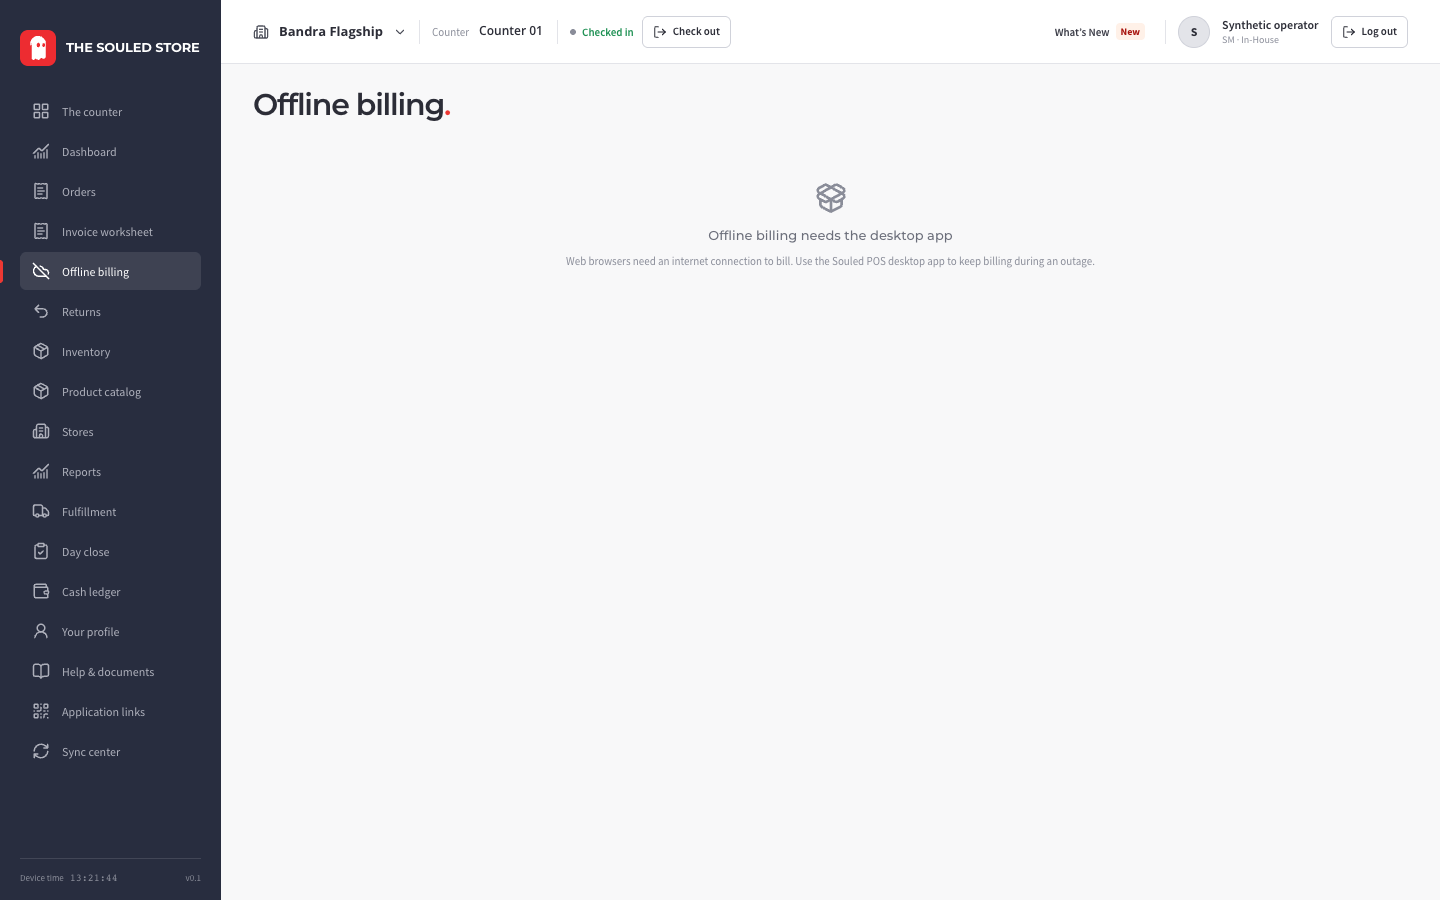 THE SOULED STORE
The counter
Dashboard
Orders
Invoice worksheet
Offline billing
Returns
Inventory
Product catalog
Stores
Reports
Fulfillment
Day close
Cash ledger
Your profile
Help & documents
Application links
Sync center
Device time 13:21:44 v0.1
Bandra Flagship Counter Counter 01 Checked in Check out What's New New S Synthetic operator Log out
SM · In-House
Offline billing.
Offline billing needs the desktop app
Web browsers need an internet connection to bill. Use the Souled POS desktop app to keep billing during an outage.